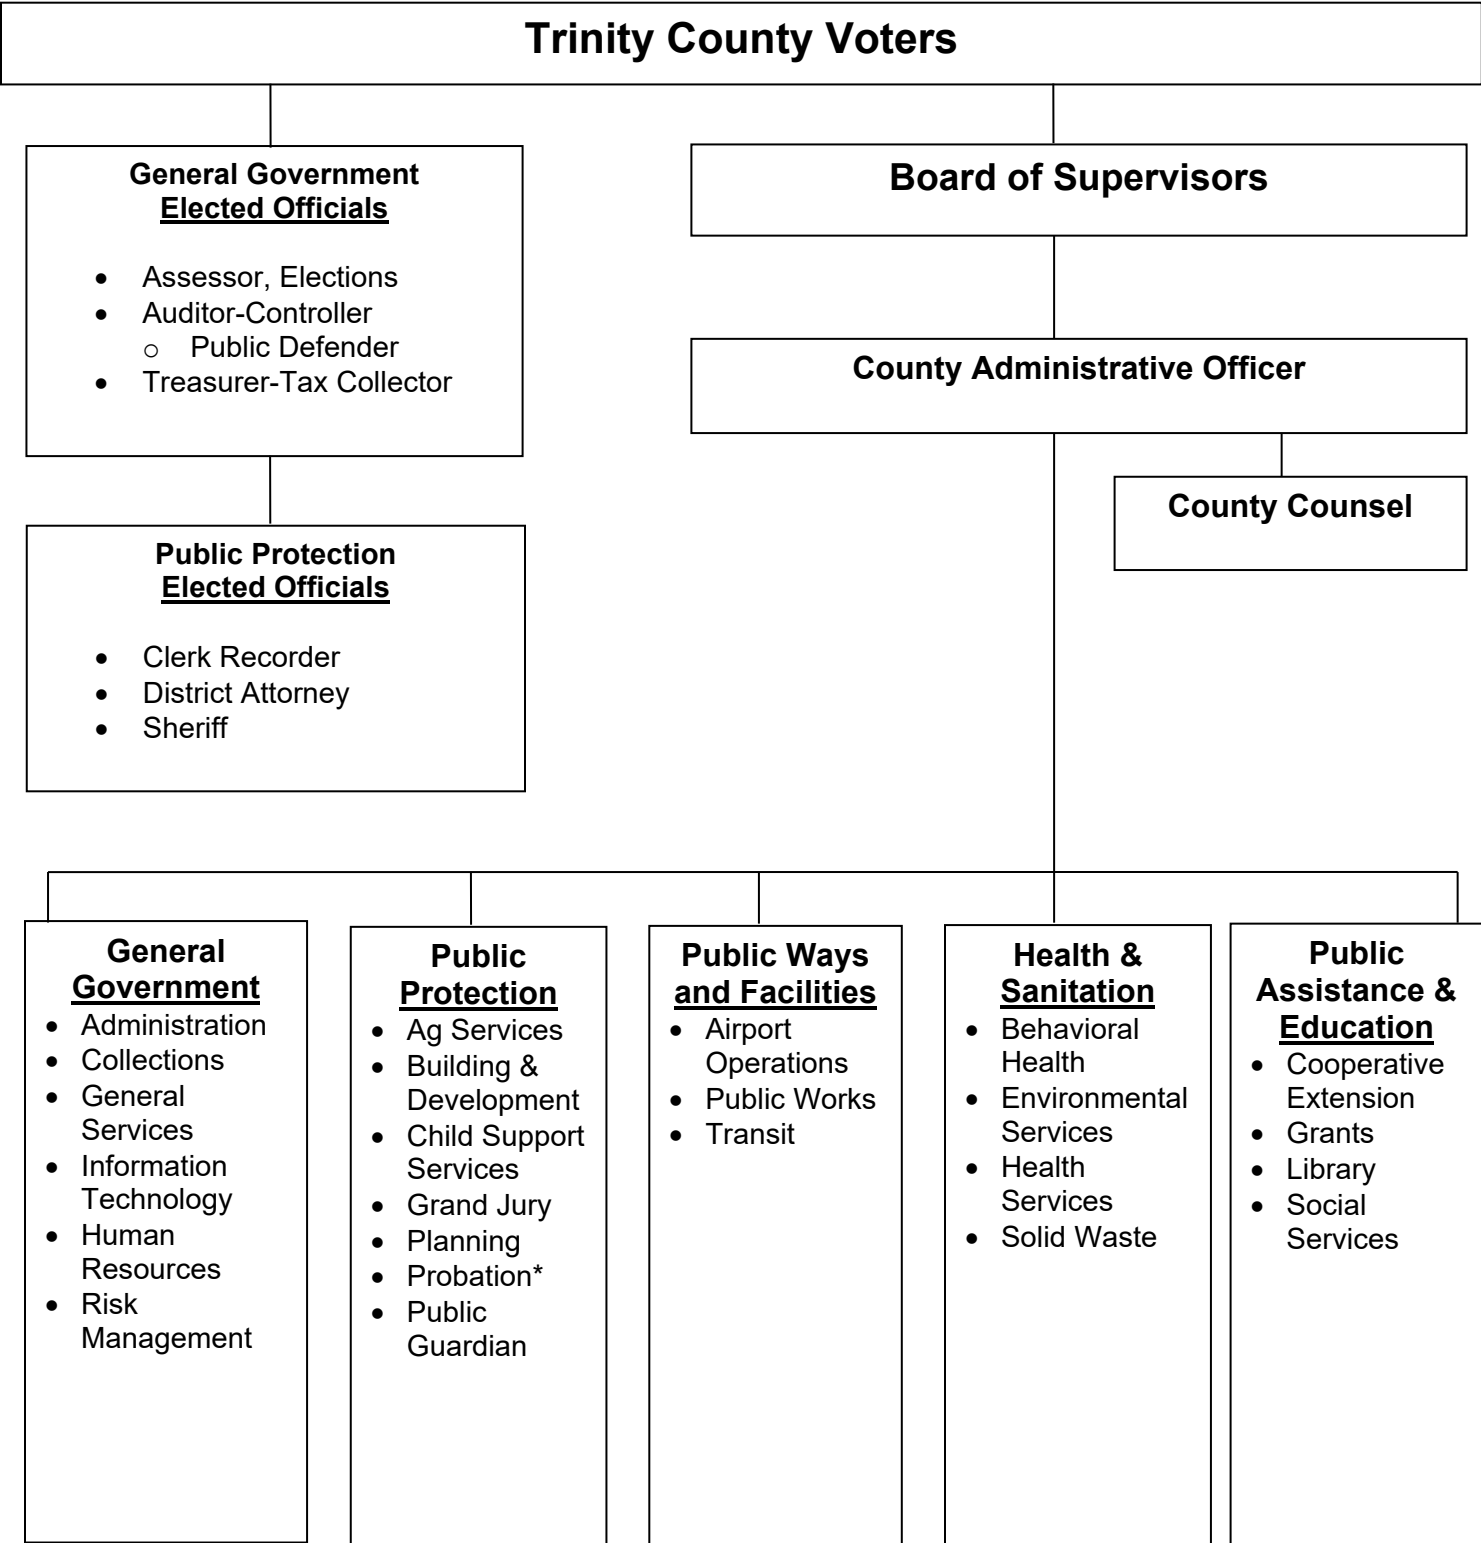 Trinity County Voters
General Government
Elected Officials
• Assessor, Elections
• Auditor-Controller
o Public Defender
• Treasurer-Tax Collector
Public Protection
Elected Officials
• Clerk Recorder
• District Attorney
• Sheriff
Board of Supervisors
County Administrative Officer
County Counsel
General
Government
• Administration
• Collections
• General
Services
• Information
Technology
• Human
Resources
• Risk
Management
Public
Protection
• Ag Services
• Building &
Development
• Child Support
Services
• Grand Jury
• Planning
• Probation*
• Public
Guardian
Public Ways
and Facilities
• Airport
Operations
• Public Works
• Transit
Health &
Sanitation
• Behavioral
Health
• Environmental
Services
• Health
Services
• Solid Waste
Public
Assistance &
Education
• Cooperative
Extension
• Grants
• Library
• Social
Services